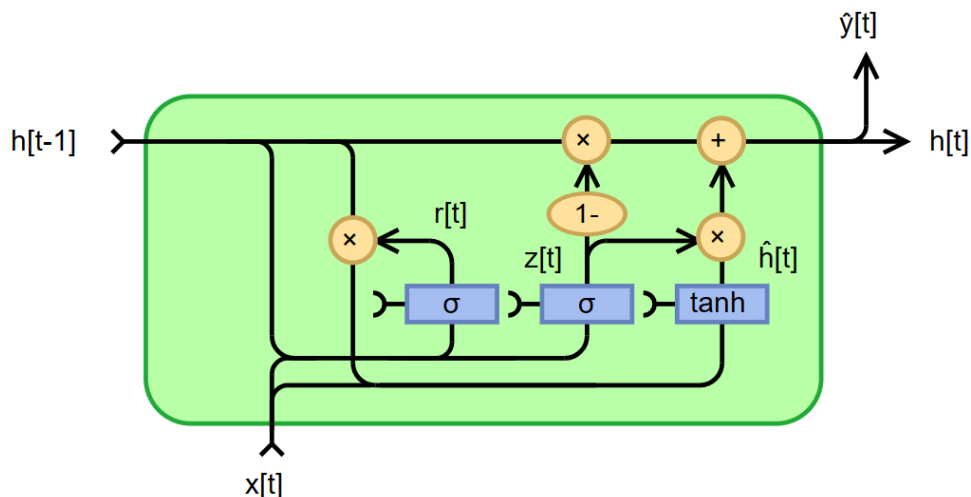 ŷ[t]
h[t-1]
×
+
h[t]
r[t]
1-
×
×
z[t]
ĥ[t]
σ
σ
tanh
x[t]